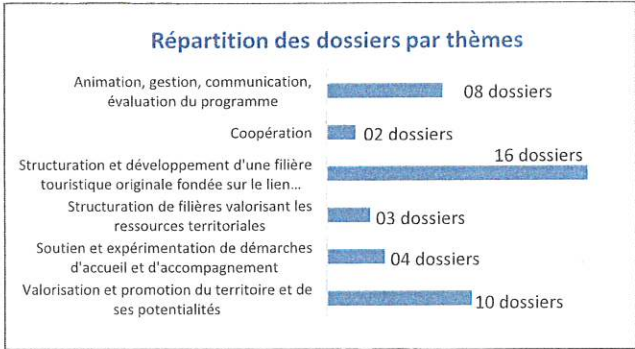 Répartition des dossiers par thèmes
Animation, gestion, communication,
évaluation du programme
08 dossiers
Coopération
02 dossiers
Structuration et développement d'une filière
touristique originale fondée sur le lien...
16 dossiers
Structuration de filières valorisant les
ressources territoriales
03 dossiers
Soutien et expérimentation de démarches
d'accueil et d'accompagnement
04 dossiers
Valorisation et promotion du territoire et de
ses potentialités
10 dossiers